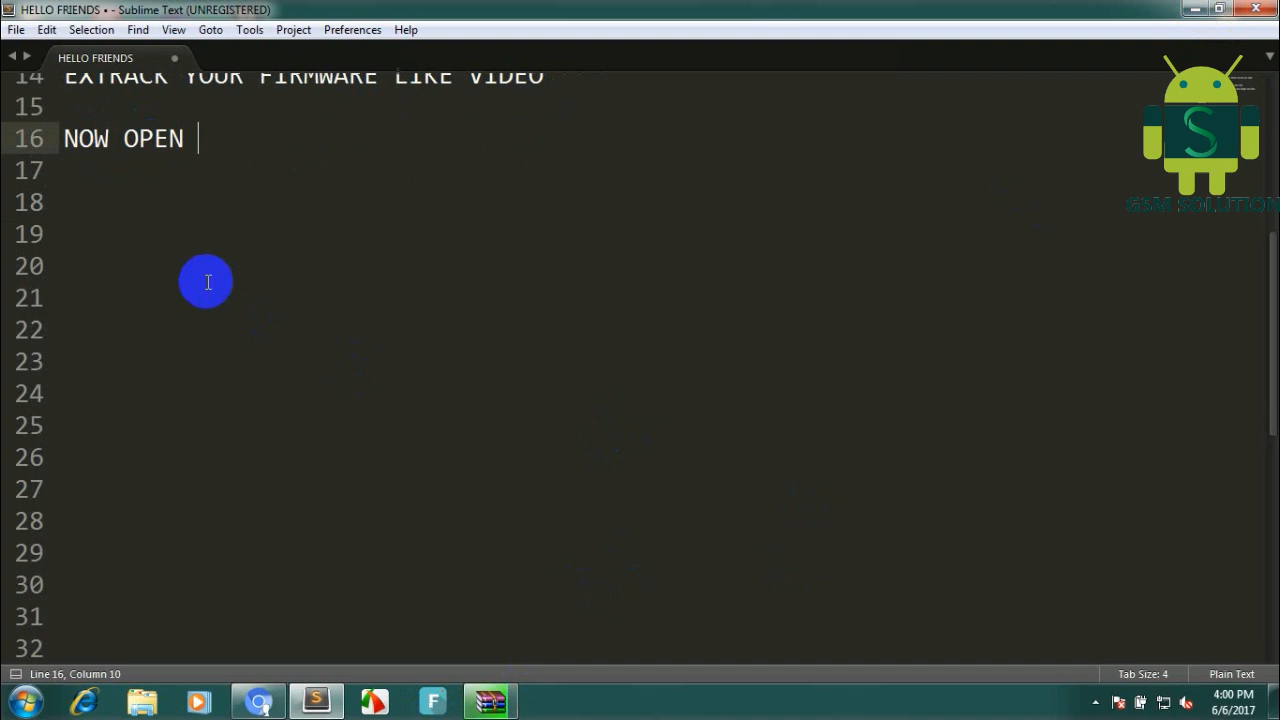 HELLO FRIENDS • - Sublime Text (UNREGISTERED)
File Edit Selection Find View Goto Tools Project Preferences Help
HELLO FRIENDS
14 EXTRACK YOUR FIRMWARE LIKE VIDEO
15
16 NOW OPEN
17
18
19
20
21
22
23
24
25
26
27
28
29
30
31
32
S
GSM SOLUTION
Line 16, Column 10
Tab Size: 4
Plain Text
S
F
4:00 PM
6/6/2017